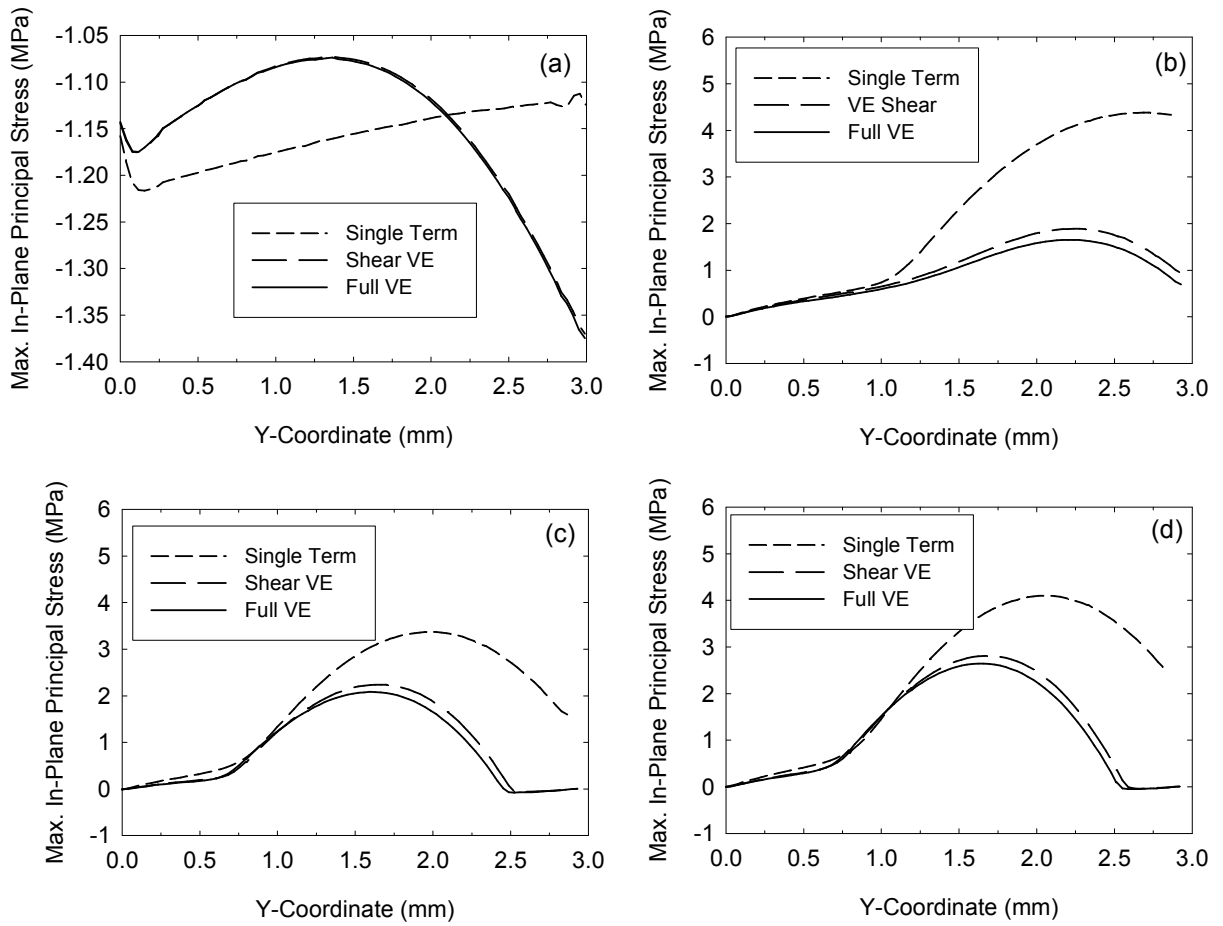 Max. In-Plane Principal Stress (MPa)
-1.05
-1.10
-1.15
-1.20
-1.25
-1.30
-1.35
-1.40
(a)
Single Term
Shear VE
Full VE
0.0 0.5 1.0 1.5 2.0 2.5 3.0
Y-Coordinate (mm)
Max. In-Plane Principal Stress (MPa)
6
5
4
3
2
1
0
-1
(b)
Single Term
VE Shear
Full VE
0.0 0.5 1.0 1.5 2.0 2.5 3.0
Y-Coordinate (mm)
Max. In-Plane Principal Stress (MPa)
6
5
4
3
2
1
0
-1
(c)
Single Term
Shear VE
Full VE
0.0 0.5 1.0 1.5 2.0 2.5 3.0
Y-Coordinate (mm)
Max. In-Plane Principal Stress (MPa)
6
5
4
3
2
1
0
-1
(d)
Single Term
Shear VE
Full VE
0.0 0.5 1.0 1.5 2.0 2.5 3.0
Y-Coordinate (mm)